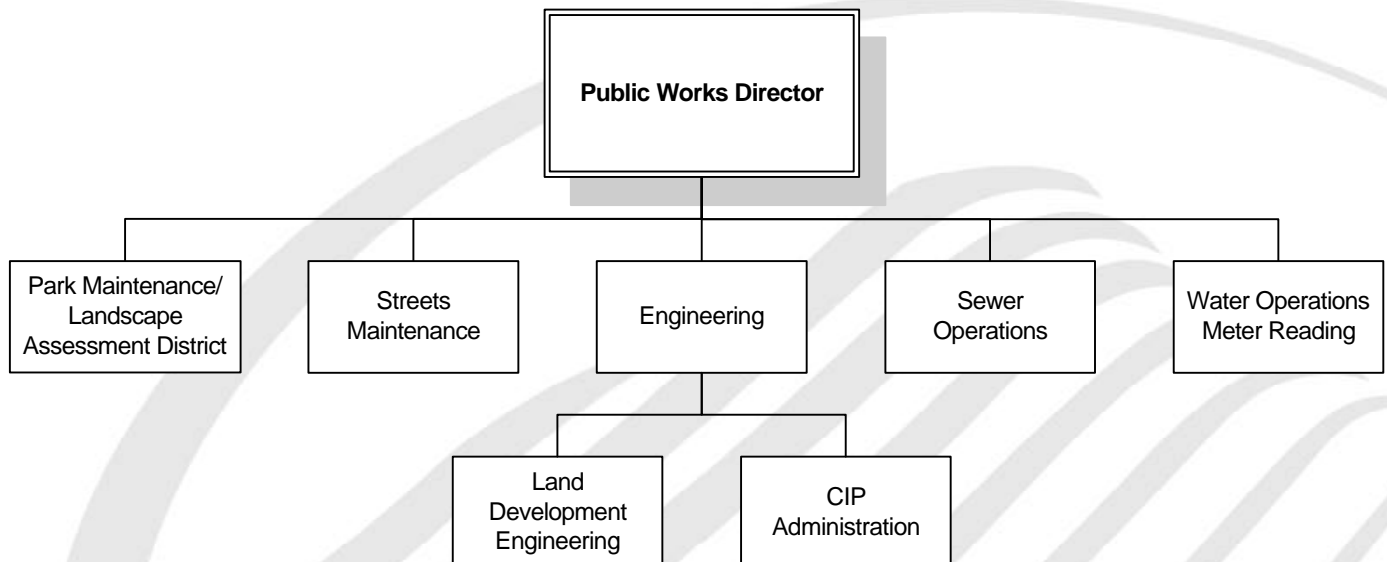 Public Works Director
Park Maintenance/
Landscape
Assessment District
Streets
Maintenance
Engineering
Sewer
Operations
Water Operations
Meter Reading
Land
Development
Engineering
CIP
Administration